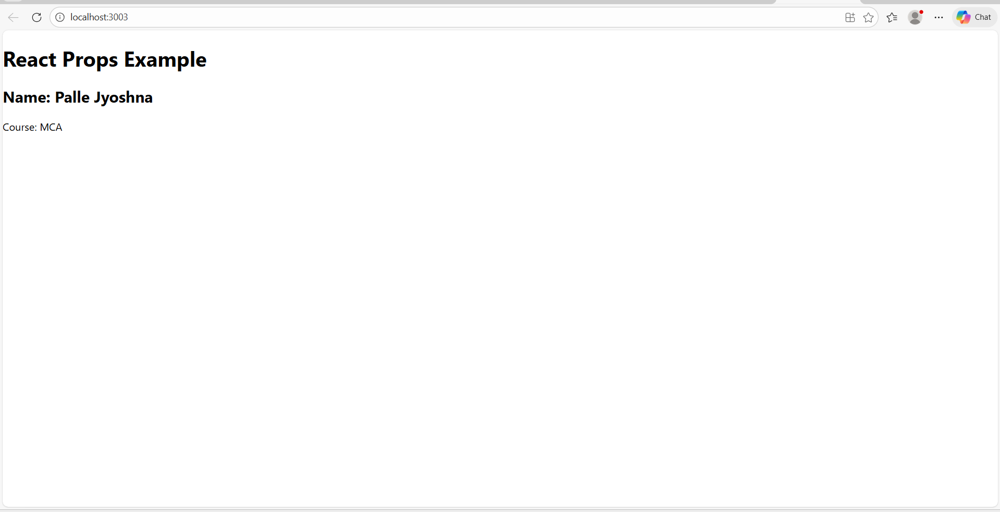 localhost:3003
Chat
React Props Example
Name: Palle Jyoshna
Course: MCA